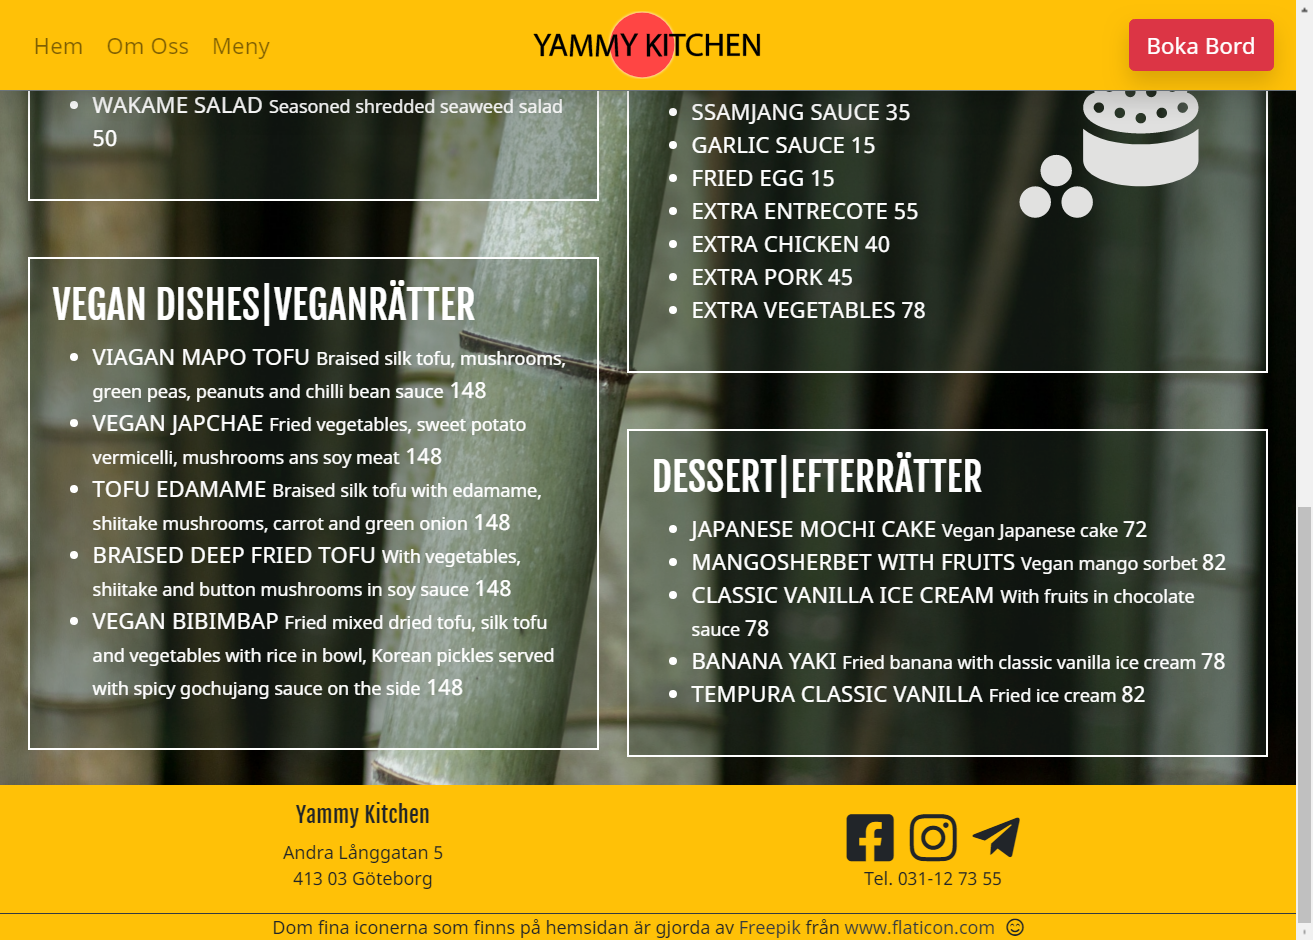 Hem Om Oss Meny
YAMMY KITCHEN
Boka Bord
WAKAME SALAD Seasoned shredded seaweed salad
50
VEGAN DISHES|VEGANRÄTTER
VIAGAN MAPO TOFU Braised silk tofu, mushrooms,
green peas, peanuts and chilli bean sauce 148
VEGAN JAPCHAE Fried vegetables, sweet potato
vermicelli, mushrooms ans soy meat 148
TOFU EDAMAME Braised silk tofu with edamame,
shiitake mushrooms, carrot and green onion 148
BRAISED DEEP FRIED TOFU With vegetables,
shiitake and button mushrooms in soy sauce 148
VEGAN BIBIMBAP Fried mixed dried tofu, silk tofu
and vegetables with rice in bowl, Korean pickles served
with spicy gochujang sauce on the side 148
SSAMJANG SAUCE 35
GARLIC SAUCE 15
FRIED EGG 15
EXTRA ENTRECOTE 55
EXTRA CHICKEN 40
EXTRA PORK 45
EXTRA VEGETABLES 78
DESSERT|EFTERRÄTTER
JAPANESE MOCHI CAKE Vegan Japanese cake 72
MANGOSHERBET WITH FRUITS Vegan mango sorbet 82
CLASSIC VANILLA ICE CREAM With fruits in chocolate
sauce 78
BANANA YAKI Fried banana with classic vanilla ice cream 78
TEMPURA CLASSIC VANILLA Fried ice cream 82
Yammy Kitchen
Andra Långgatan 5
413 03 Göteborg
Tel. 031-12 73 55
Dom fina iconerna som finns på hemsidan är gjorda av Freepik från www.flaticon.com